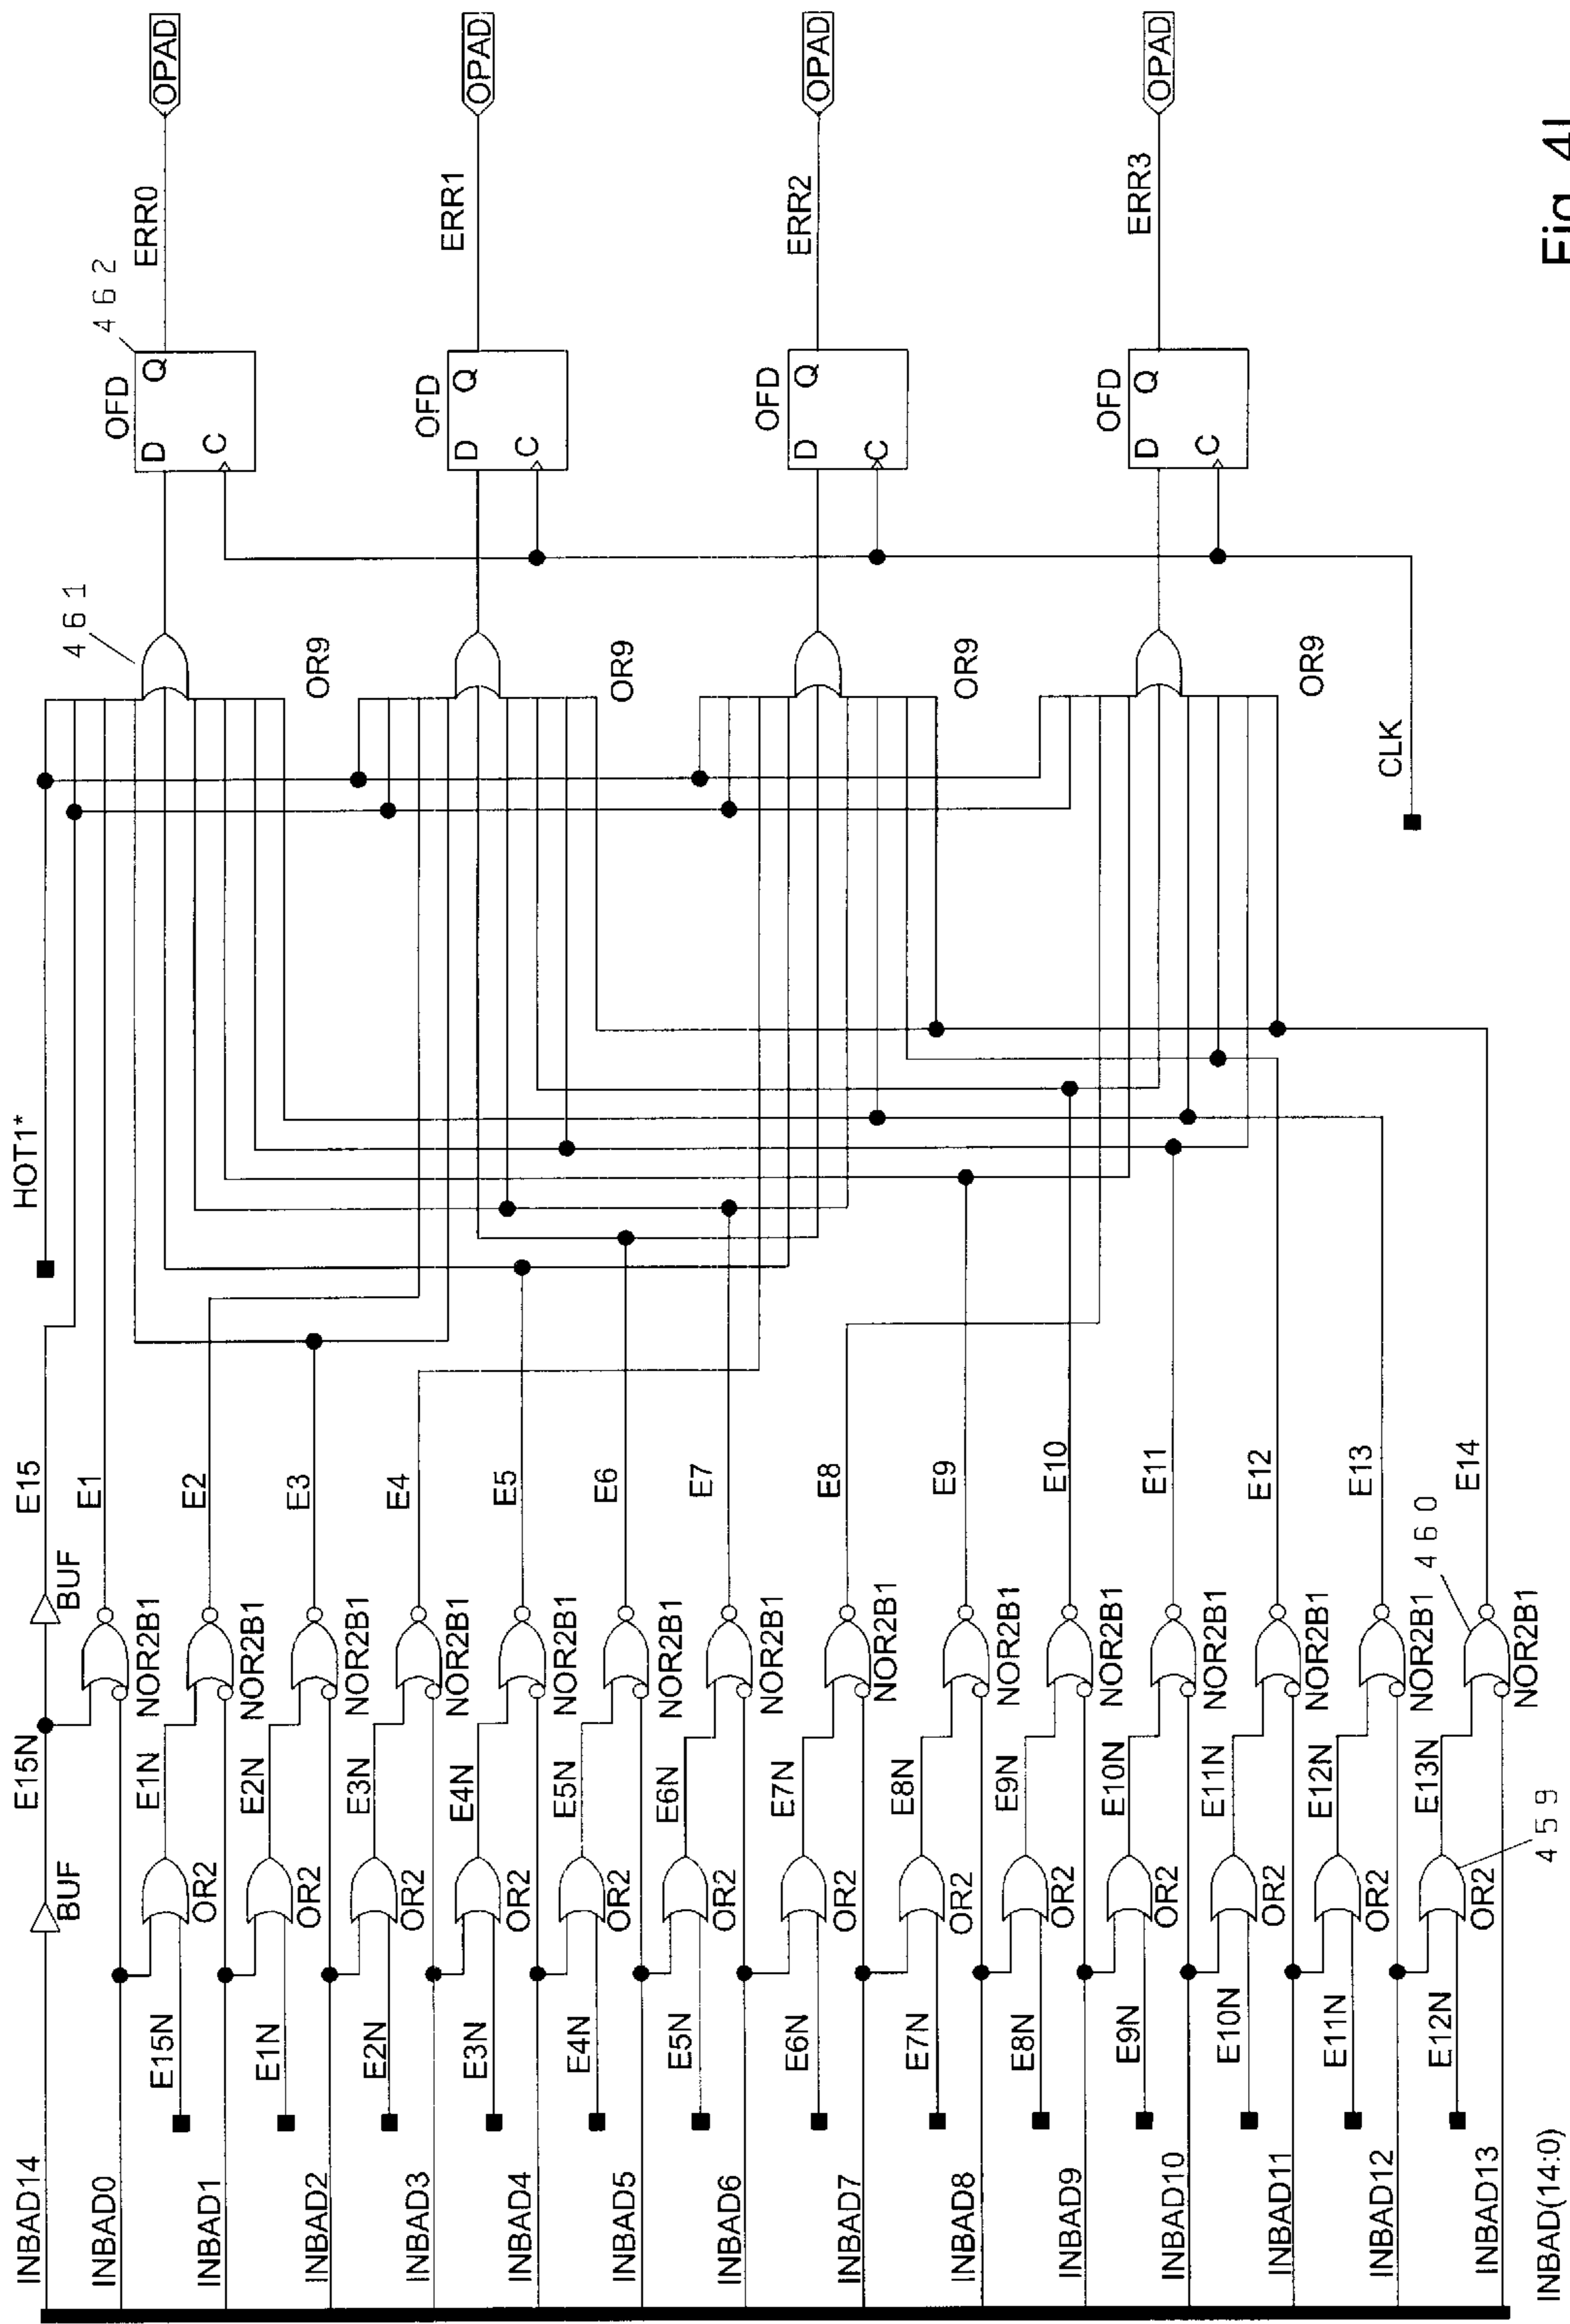 INBAD14
BUF
E15N
BUF
E15
HOT1*
INBAD0
E15N
OR2
E1N
NOR2B1
E1
INBAD1
E1N
OR2
E2N
NOR2B1
E2
INBAD2
E2N
OR2
E3N
NOR2B1
E3
INBAD3
E3N
OR2
E4N
NOR2B1
E4
INBAD4
E4N
OR2
E5N
NOR2B1
E5
INBAD5
E5N
OR2
E6N
NOR2B1
E6
INBAD6
E6N
OR2
E7N
NOR2B1
E7
INBAD7
E7N
OR2
E8N
NOR2B1
E8
INBAD8
E8N
OR2
E9N
NOR2B1
E9
INBAD9
E9N
OR2
E10N
NOR2B1
E10
INBAD10
E10N
OR2
E11N
NOR2B1
E11
INBAD11
E11N
OR2
E12N
NOR2B1
E12
INBAD12
E12N
OR2
E13N
NOR2B1
E13
INBAD13
NOR2B1
E14
INBAD(14:0)
459
460
461
OR9
OFD
462
D
Q
C
ERR0
OPAD
OR9
OFD
D
Q
C
ERR1
OPAD
OR9
OFD
D
Q
C
ERR2
OPAD
OR9
OFD
D
Q
C
ERR3
OPAD
CLK
Fig.